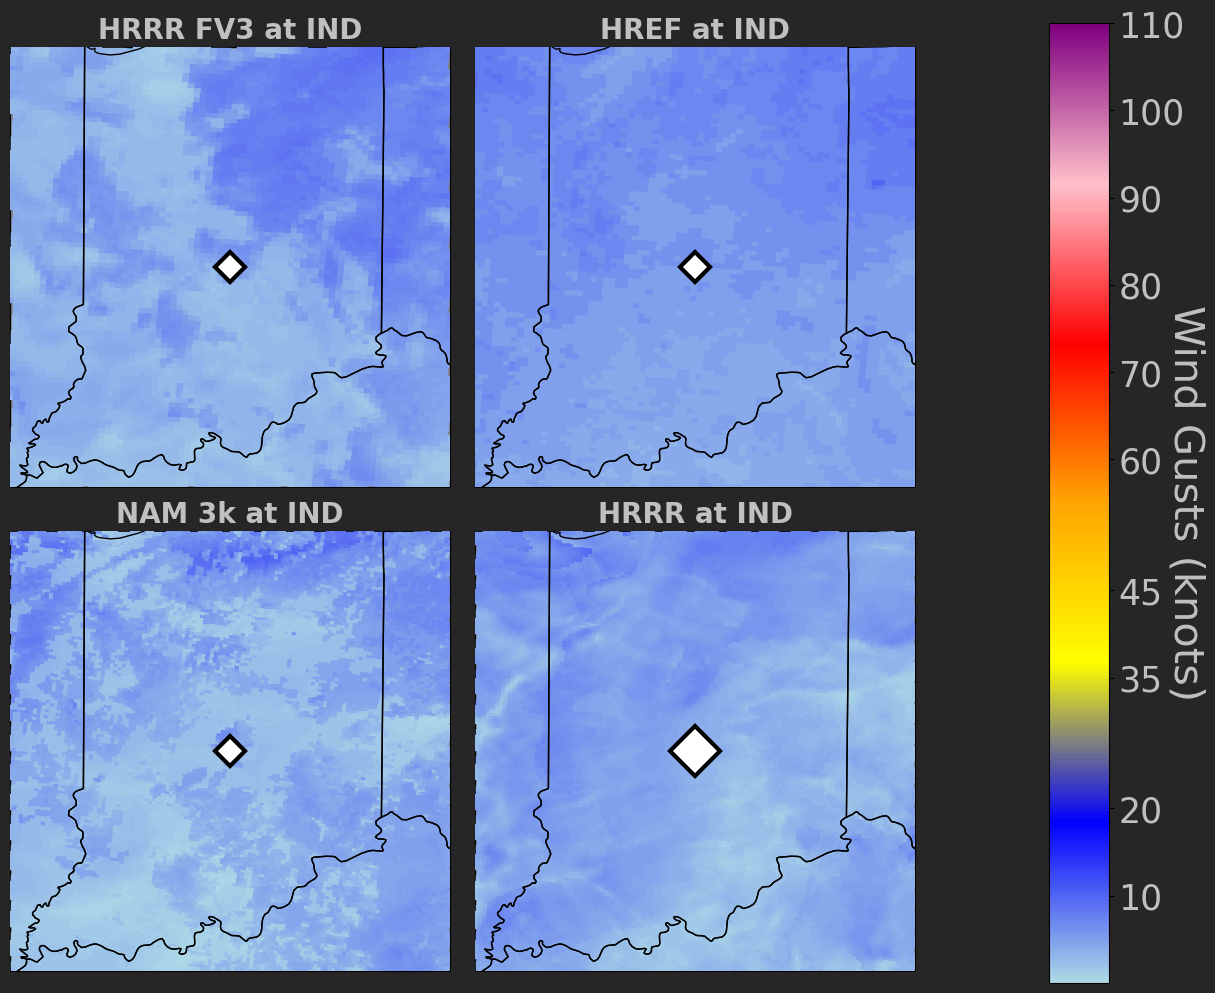 HRRR FV3 at IND
HREF at IND
NAM 3k at IND
HRRR at IND
110
100
90
80
70
60
45
35
20
10
Wind Gusts (knots)